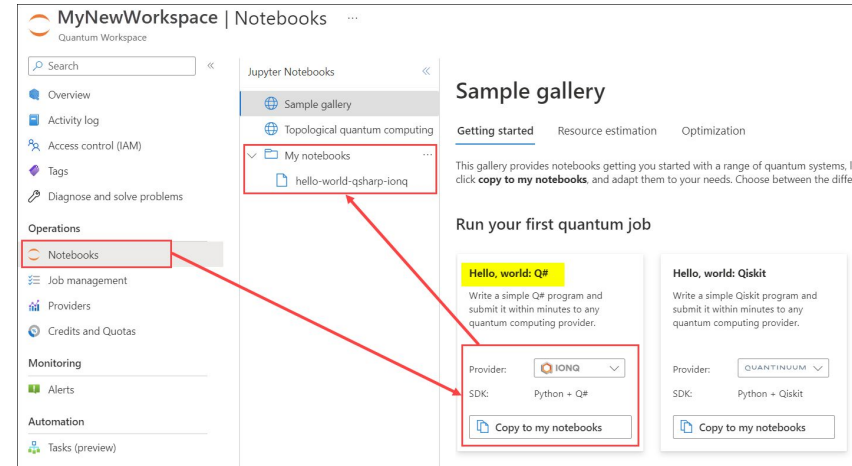 MyNewWorkspace | Notebooks ...
Quantum Workspace
Search
«
Overview
Activity log
Access control (IAM)
Tags
Diagnose and solve problems
Operations
Notebooks
Job management
Providers
Credits and Quotas
Monitoring
Alerts
Automation
Tasks (preview)
Jupyter Notebooks «
Sample gallery
Topological quantum computing
My notebooks ...
hello-world-qsharp-ionq
Sample gallery
Getting started Resource estimation Optimization
This gallery provides notebooks getting you started with a range of quantum systems,
click copy to my notebooks, and adapt them to your needs. Choose between the
Run your first quantum job
Hello, world: Q#
Write a simple Q# program and
submit it within minutes to any
quantum computing provider.
Provider: IONQ
SDK: Python + Q#
Copy to my notebooks
Hello, world: Qiskit
Write a simple Qiskit program and
submit it within minutes to any
quantum computing provider.
Provider: QUANTINUUM
SDK: Python + Qiskit
Copy to my notebooks